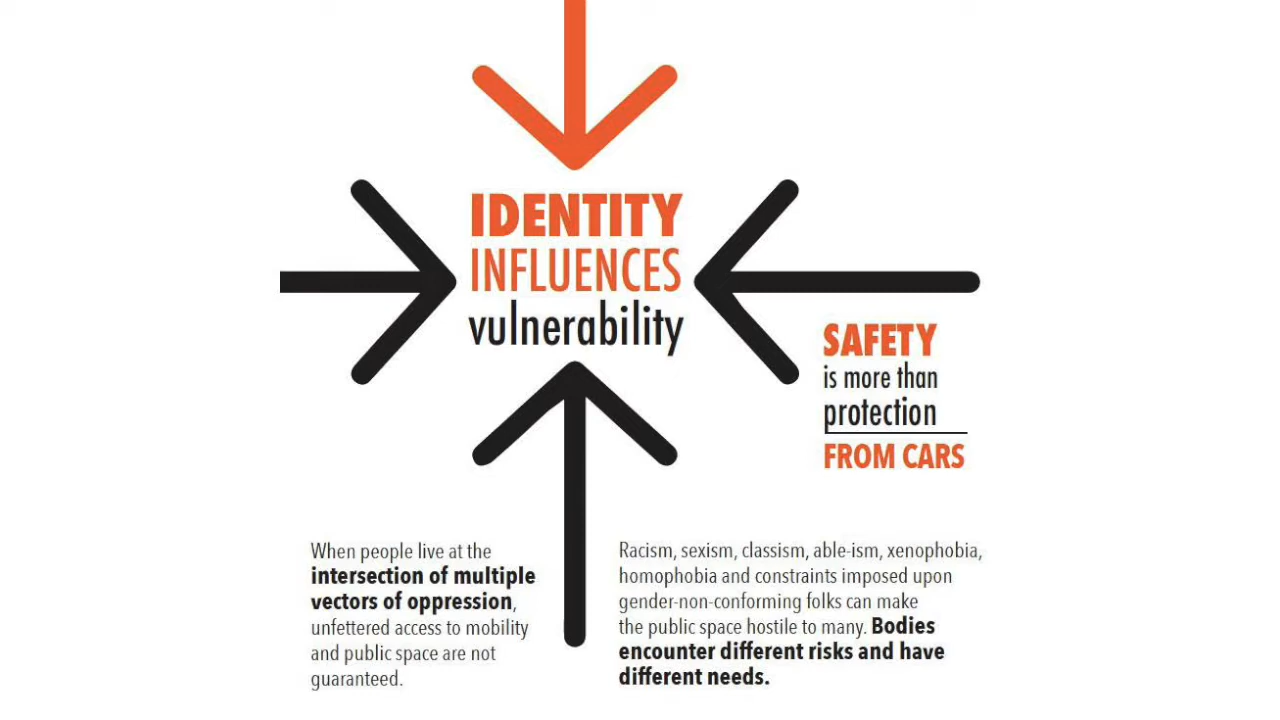 IDENTITY
INFLUENCES
vulnerability
SAFETY
is more than
protection
FROM CARS
When people live at the
intersection of multiple
vectors of oppression,
unfettered access to mobility
and public space are not
guaranteed.
Racism, sexism, classism, able-ism, xenophobia,
homophobia and constraints imposed upon
gender-non-conforming folks can make
the public space hostile to many. Bodies
encounter different risks and have
different needs.